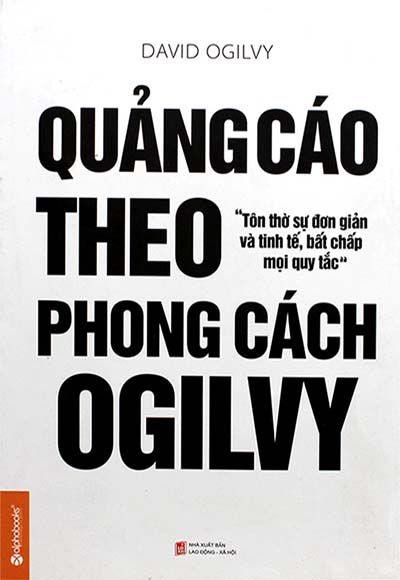 DAVID OGILVY
QUẢNG CÁO
THEO
“Tôn thờ sự đơn giản
và tinh tế, bất chấp
mọi quy tắc“
PHONG CÁCH
OGILVY
alphabooks®
NHÀ XUẤT BẢN
LAO ĐỘNG - XÃ HỘI